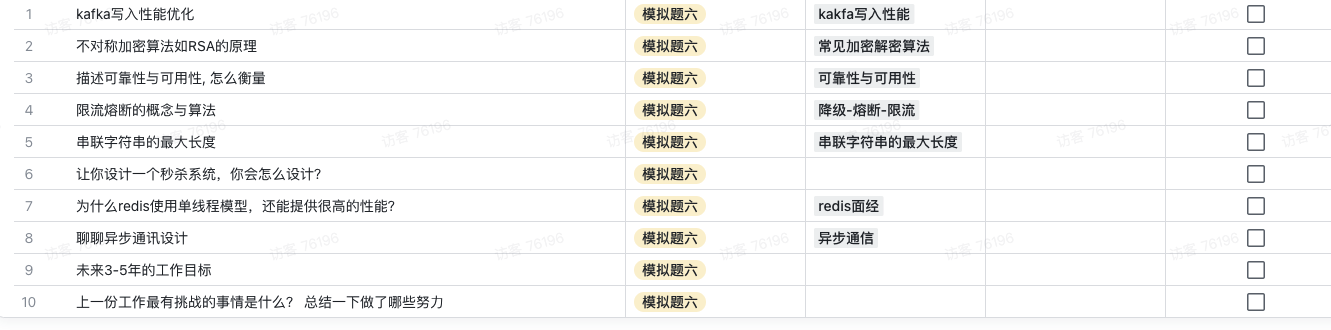 1 kafka写入性能优化 模拟题六 kakfa写入性能
2 不对称加密算法如RSA的原理 模拟题六 常见加密解密算法
3 描述可靠性与可用性, 怎么衡量 模拟题六 可靠性与可用性
4 限流熔断的概念与算法 模拟题六 降级-熔断-限流
5 串联字符串的最大长度 模拟题六 串联字符串的最大长度
6 让你设计一个秒杀系统，你会怎么设计? 模拟题六
7 为什么redis使用单线程模型，还能提供很高的性能? 模拟题六 redis面经
8 聊聊异步通讯设计 模拟题六 异步通信
9 未来3-5年的工作目标 模拟题六
10 上一份工作最有挑战的事情是什么? 总结一下做了哪些努力 模拟题六
访客 76196